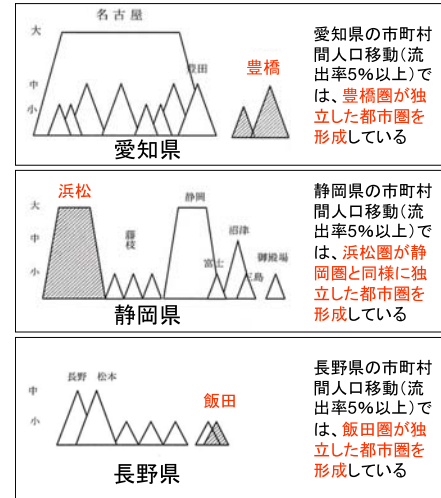 名古屋
大
中
小
豊田
豊橋
愛知県
愛知県の市町村
間人口移動(流
出率5%以上)で
は、豊橋圏が独
立した都市圏を
形成している
浜松
静岡
大
中
小
藤枝
沼津
富士
三島
御殿場
静岡県
静岡県の市町村
間人口移動(流
出率5%以上)で
は、浜松圏が静
岡圏と同様に独
立した都市圏を
形成している
長野 松本
中
小
飯田
長野県
長野県の市町村
間人口移動(流
出率5%以上)で
は、飯田圏が独
立した都市圏を
形成している